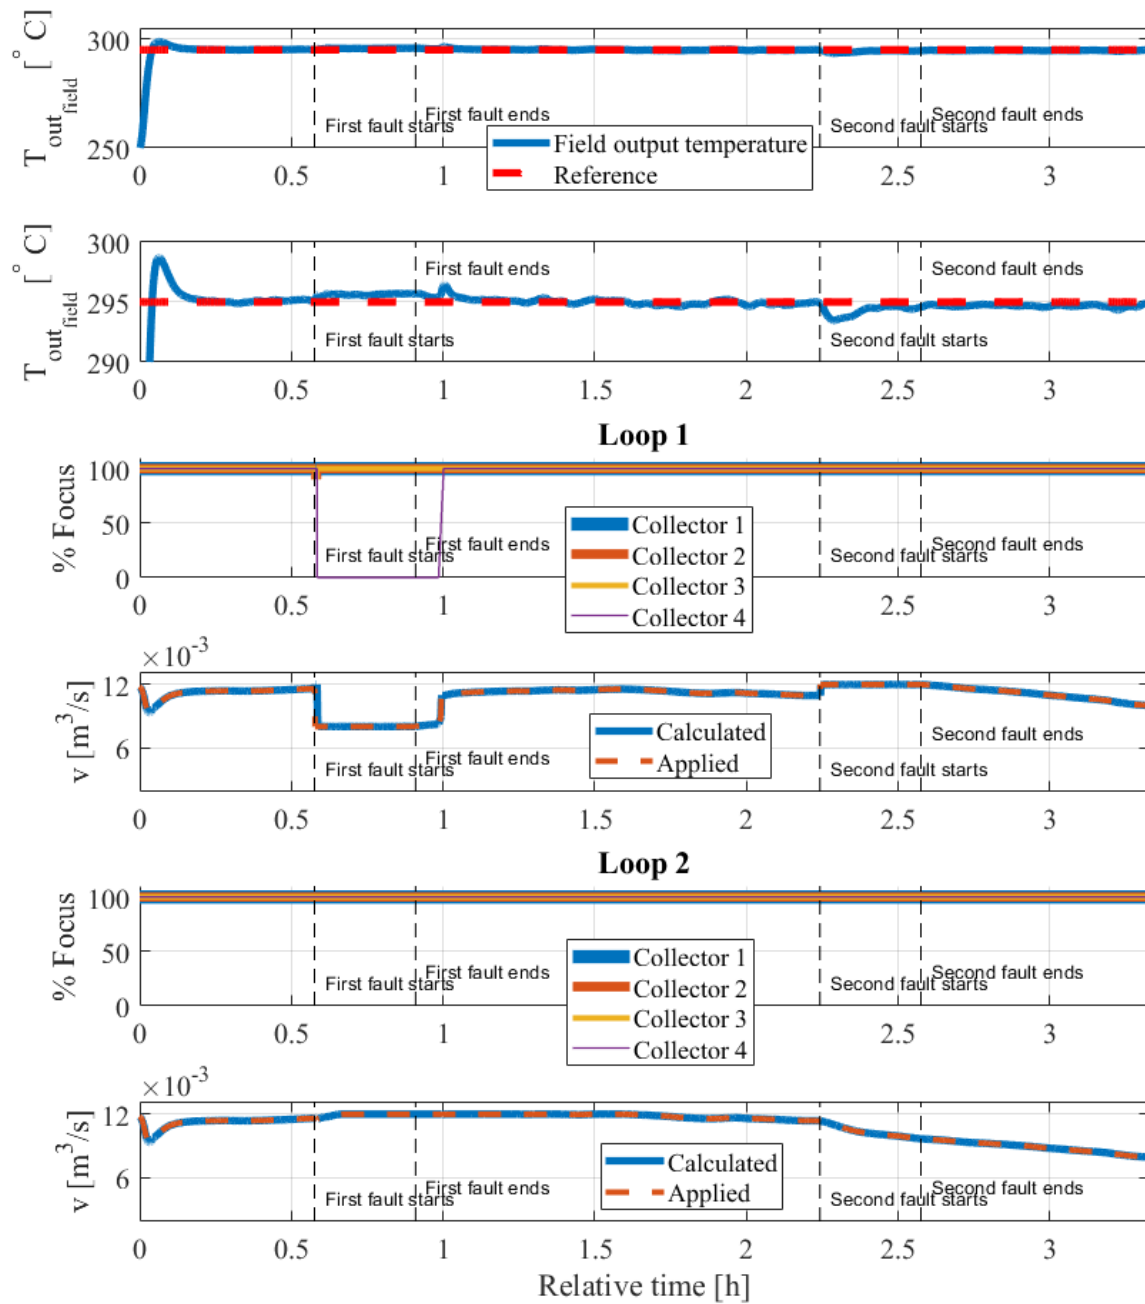 T_out_field [° C]
300
250
First fault starts
First fault ends
Second fault starts
Second fault ends
Field output temperature
Reference
0 0.5 1 2 2.5 3
T_out_field [° C]
300
295
290
First fault ends
First fault starts
Second fault ends
Second fault starts
0 0.5 1 1.5 2 2.5 3
Loop 1
% Focus
100
50
0
First fault starts
First fault ends
Second fault starts
Second fault ends
Collector 1
Collector 2
Collector 3
Collector 4
0 0.5 1 2 2.5 3
×10^-3
v [m^3/s]
12
6
First fault starts
First fault ends
Second fault ends
Second fault starts
Calculated
Applied
0 0.5 1 1.5 2 2.5 3
Loop 2
% Focus
100
50
0
First fault starts
First fault ends
Second fault starts
Second fault ends
Collector 1
Collector 2
Collector 3
Collector 4
0 0.5 1 2 2.5 3
×10^-3
v [m^3/s]
12
6
First fault starts
First fault ends
Second fault starts
Second fault ends
Calculated
Applied
0 0.5 1 1.5 2 2.5 3
Relative time [h]